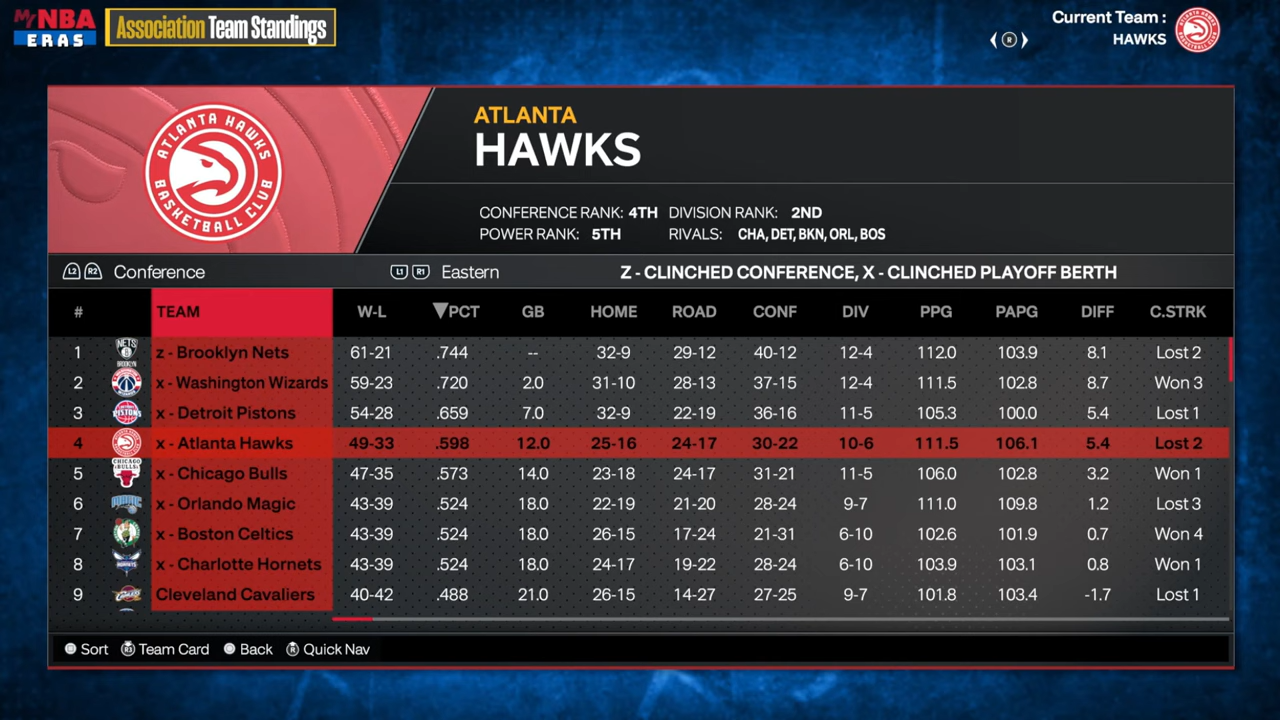 MyNBA ERAS
Association Team Standings
Current Team :
HAWKS
R
ATLANTA HAWKS BASKETBALL CLUB
ATLANTA
HAWKS
CONFERENCE RANK: 4TH DIVISION RANK: 2ND
POWER RANK: 5TH RIVALS: CHA, DET, BKN, ORL, BOS
L2 R2 Conference L1 R1 Eastern Z - CLINCHED CONFERENCE, X - CLINCHED PLAYOFF BERTH
# TEAM W-L PCT GB HOME ROAD CONF DIV PPG PAPG DIFF C.STRK
1 z - Brooklyn Nets 61-21 .744 -- 32-9 29-12 40-12 12-4 112.0 103.9 8.1 Lost 2
2 x - Washington Wizards 59-23 .720 2.0 31-10 28-13 37-15 12-4 111.5 102.8 8.7 Won 3
3 x - Detroit Pistons 54-28 .659 7.0 32-9 22-19 36-16 11-5 105.3 100.0 5.4 Lost 1
4 x - Atlanta Hawks 49-33 .598 12.0 25-16 24-17 30-22 10-6 111.5 106.1 5.4 Lost 2
5 x - Chicago Bulls 47-35 .573 14.0 23-18 24-17 31-21 11-5 106.0 102.8 3.2 Won 1
6 x - Orlando Magic 43-39 .524 18.0 22-19 21-20 28-24 9-7 111.0 109.8 1.2 Lost 3
7 x - Boston Celtics 43-39 .524 18.0 26-15 17-24 21-31 6-10 102.6 101.9 0.7 Won 4
8 x - Charlotte Hornets 43-39 .524 18.0 24-17 19-22 28-24 6-10 103.9 103.1 0.8 Won 1
9 Cleveland Cavaliers 40-42 .488 21.0 26-15 14-27 27-25 9-7 101.8 103.4 -1.7 Lost 1
Sort R3 Team Card Back R Quick Nav